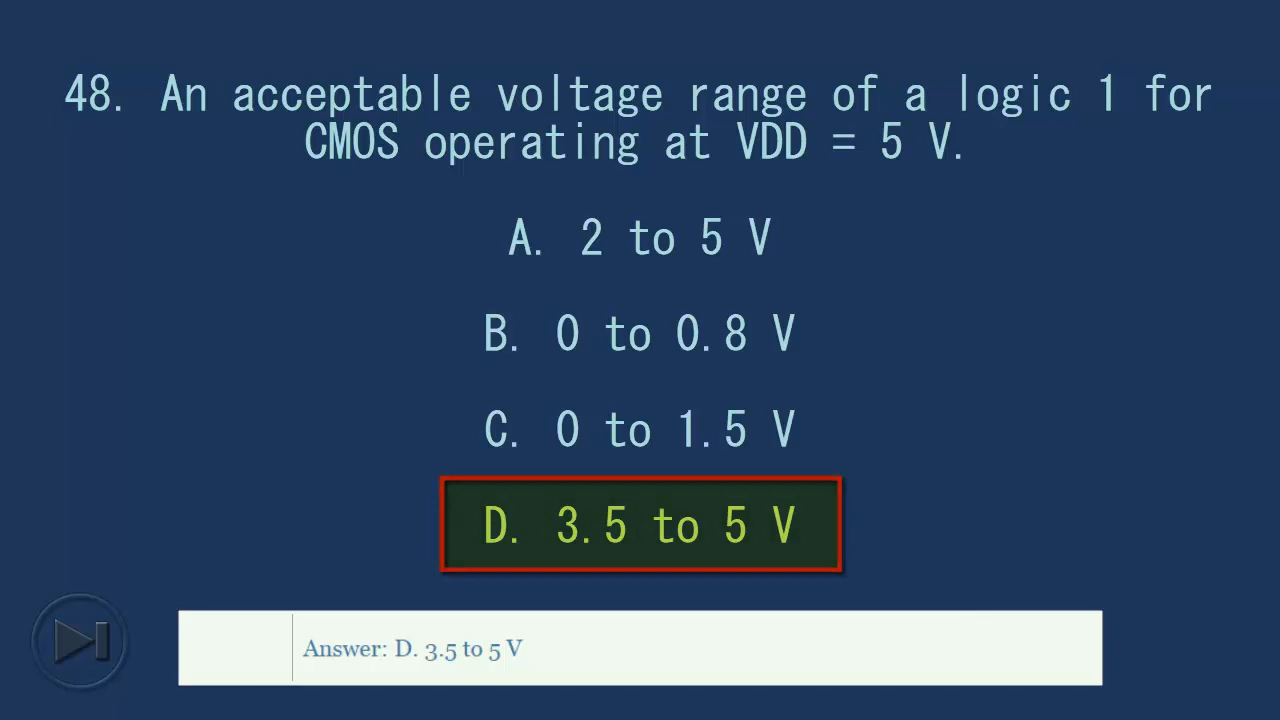 48. An acceptable voltage range of a logic 1 for
CMOS operating at VDD = 5 V.
A. 2 to 5 V
B. 0 to 0.8 V
C. 0 to 1.5 V
D. 3.5 to 5 V
Answer: D. 3.5 to 5 V